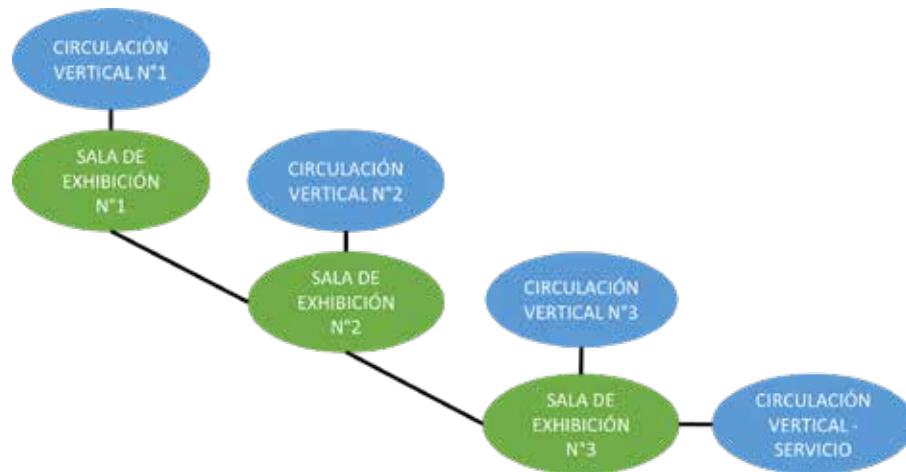 CIRCULACIÓN
VERTICAL N°1
SALA DE
EXHIBICIÓN
N°1
CIRCULACIÓN
VERTICAL N°2
SALA DE
EXHIBICIÓN
N°2
CIRCULACIÓN
VERTICAL N°3
SALA DE
EXHIBICIÓN
N°3
CIRCULACIÓN
VERTICAL -
SERVICIO